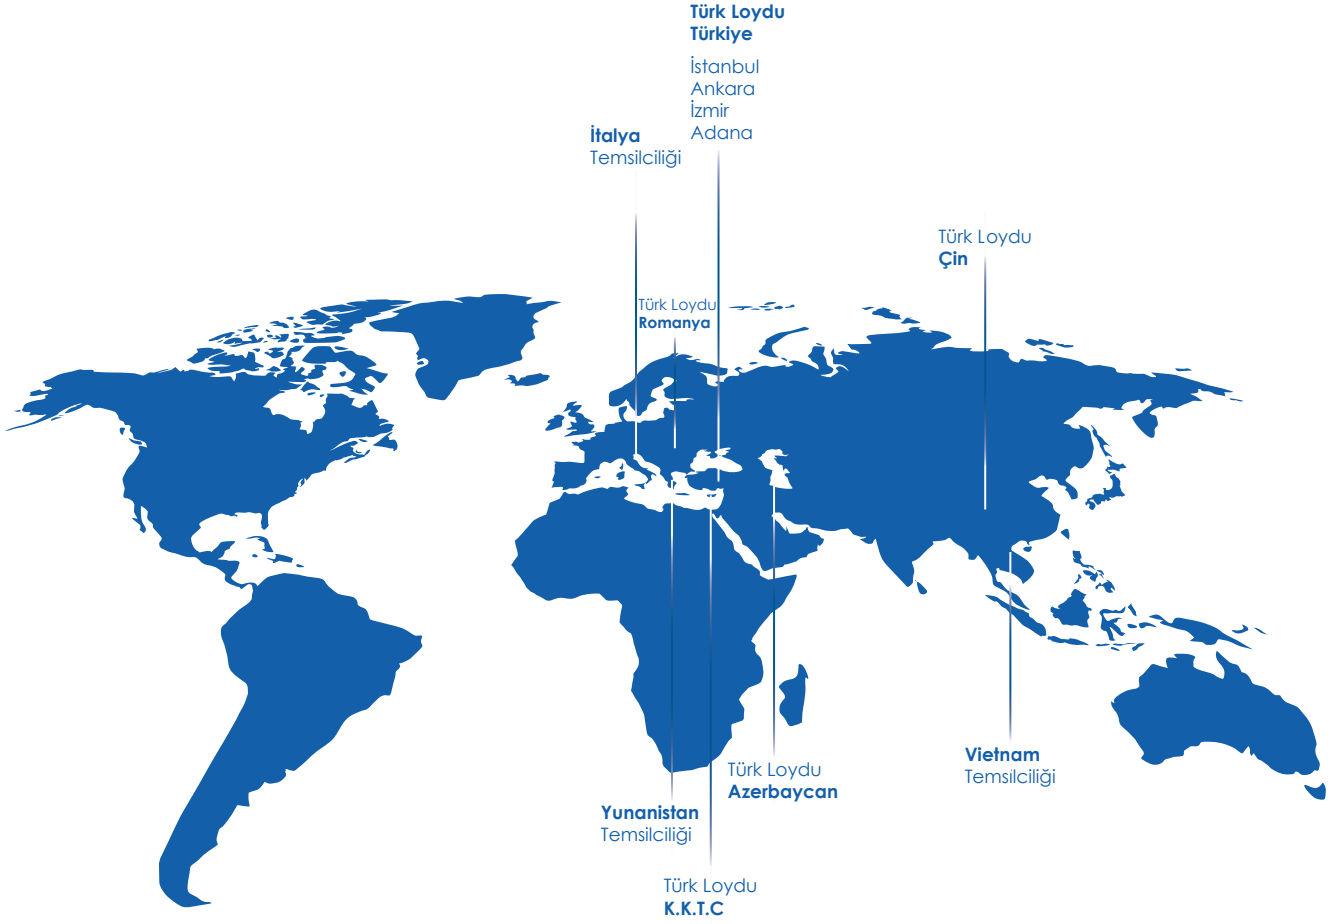 Türk Loydu
Türkiye
İstanbul
Ankara
İzmir
Adana
İtalya
Temsilciliği
Türk Loydu
Çin
Türk Loydu
Romanya
Vietnam
Temsilciliği
Türk Loydu
Azerbaycan
Yunanistan
Temsilciliği
Türk Loydu
K.K.T.C